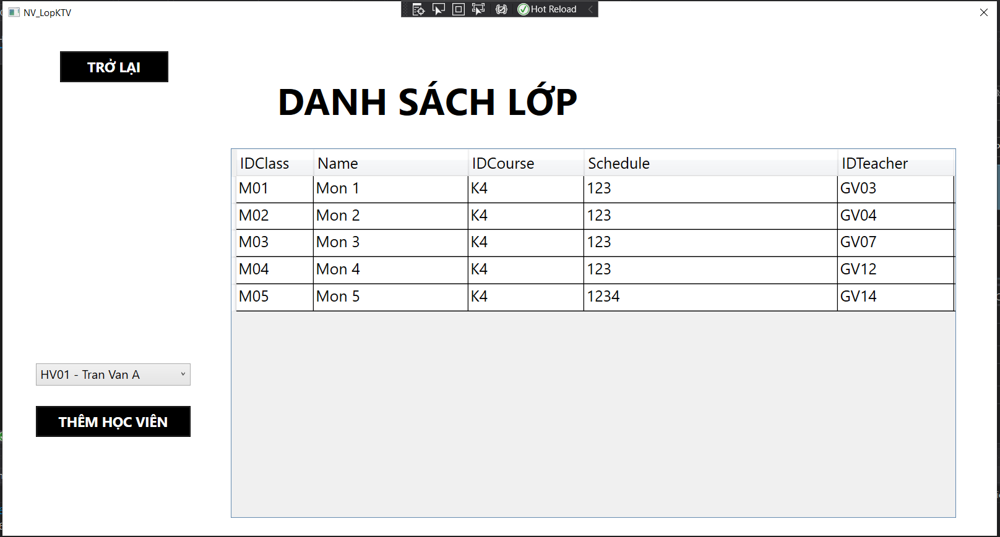 NV_LopKTV
Hot Reload
TRỞ LẠI
DANH SÁCH LỚP
IDClass Name IDCourse Schedule IDTeacher
M01 Mon 1 K4 123 GV03
M02 Mon 2 K4 123 GV04
M03 Mon 3 K4 123 GV07
M04 Mon 4 K4 123 GV12
M05 Mon 5 K4 1234 GV14
HV01 - Tran Van A
THÊM HỌC VIÊN